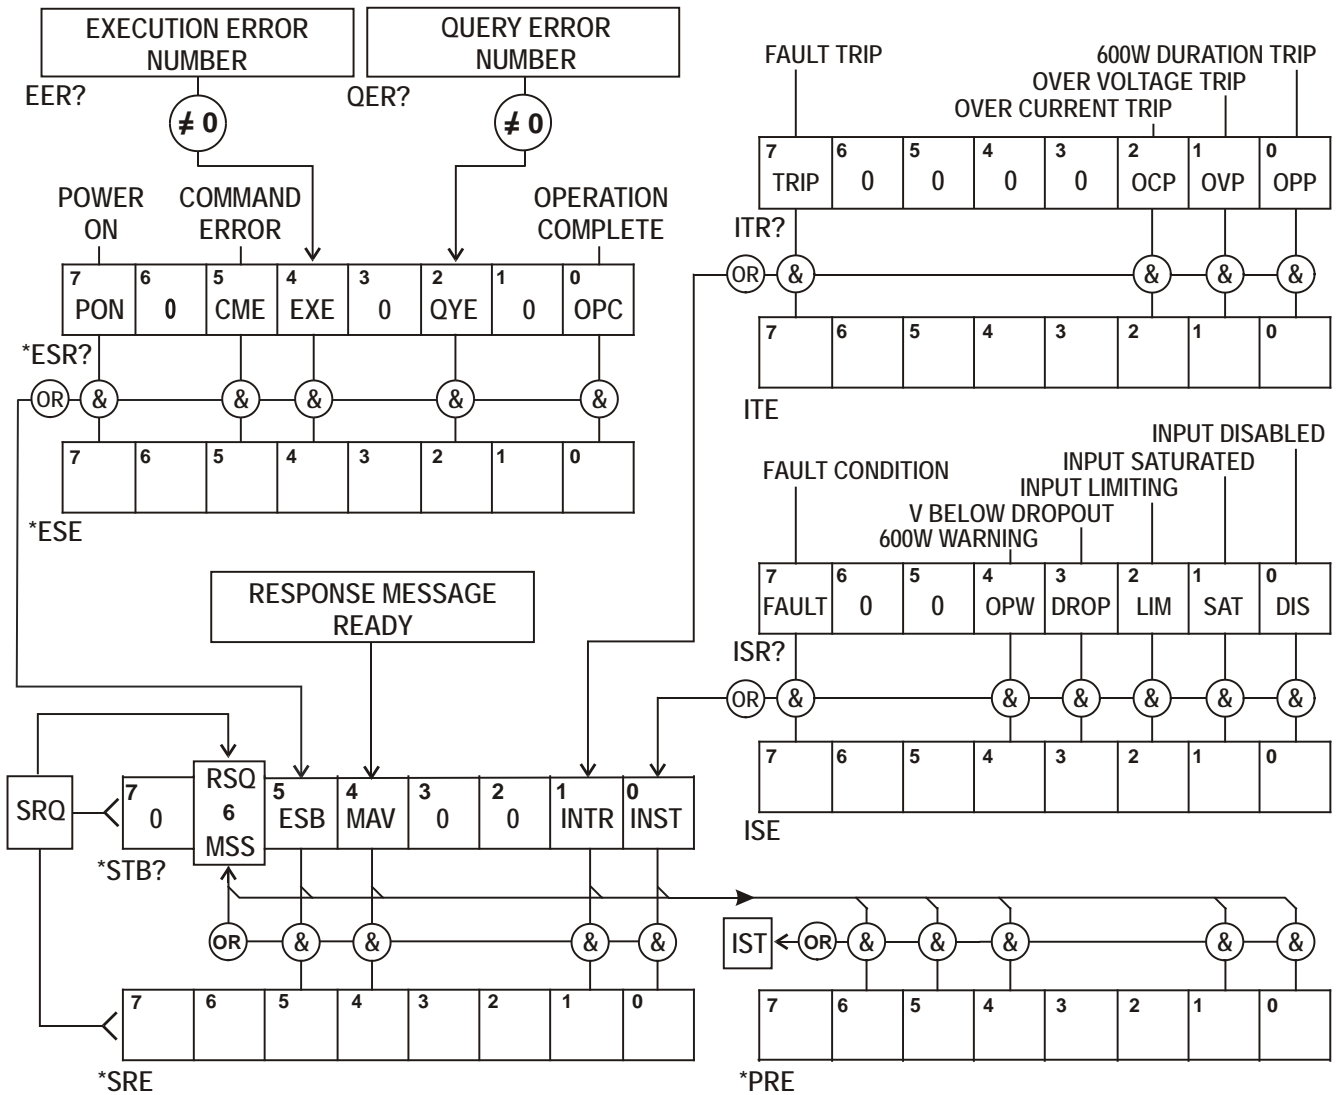 EXECUTION ERROR
NUMBER
QUERY ERROR
NUMBER
EER?
QER?
≠ 0
≠ 0
POWER
ON
COMMAND
ERROR
OPERATION
COMPLETE
7 6 5 4 3 2 1 0
PON 0 CME EXE 0 QYE 0 OPC
*ESR?
OR & & & & &
7 6 5 4 3 2 1 0
*ESE
FAULT TRIP
600W DURATION TRIP
OVER VOLTAGE TRIP
OVER CURRENT TRIP
7 6 5 4 3 2 1 0
TRIP 0 0 0 0 OCP OVP OPP
ITR?
OR & & & &
7 6 5 4 3 2 1 0
ITE
INPUT DISABLED
INPUT SATURATED
FAULT CONDITION
INPUT LIMITING
V BELOW DROPOUT
600W WARNING
7 6 5 4 3 2 1 0
FAULT 0 0 OPW DROP LIM SAT DIS
ISR?
OR & & & & & &
7 6 5 4 3 2 1 0
ISE
RESPONSE MESSAGE
READY
SRQ
RSQ
7 6 5 4 3 2 1 0
0 ESB MAV 0 0 INTR INST
MSS
*STB?
OR & & & &
7 6 5 4 3 2 1 0
*SRE
IST OR & & & & &
7 6 5 4 3 2 1 0
*PRE